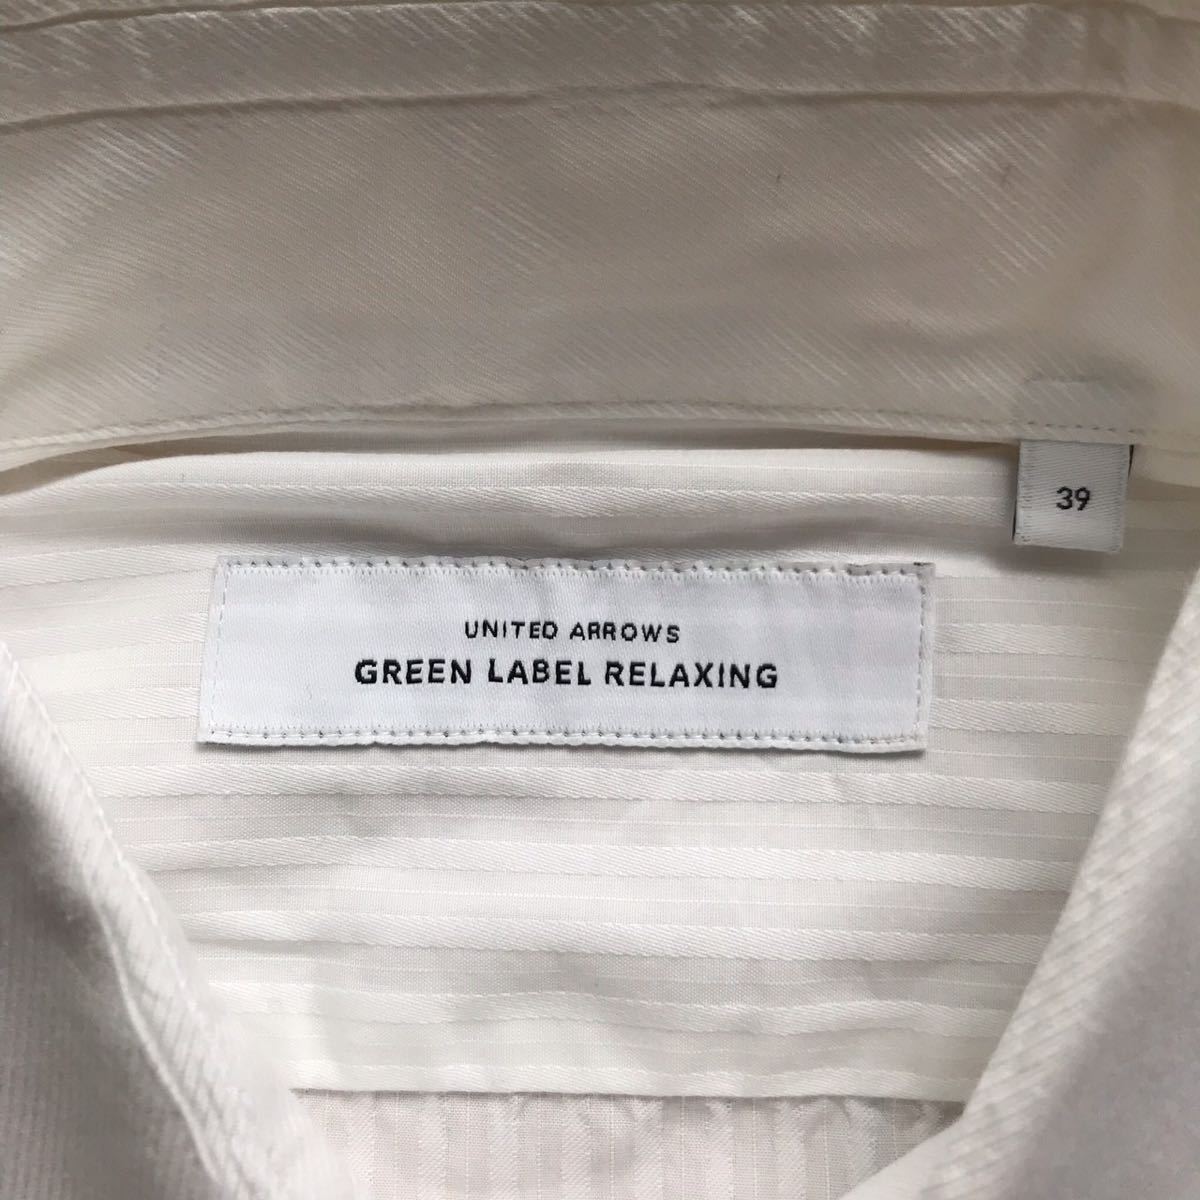 39
UNITED ARROWS
GREEN LABEL RELAXING